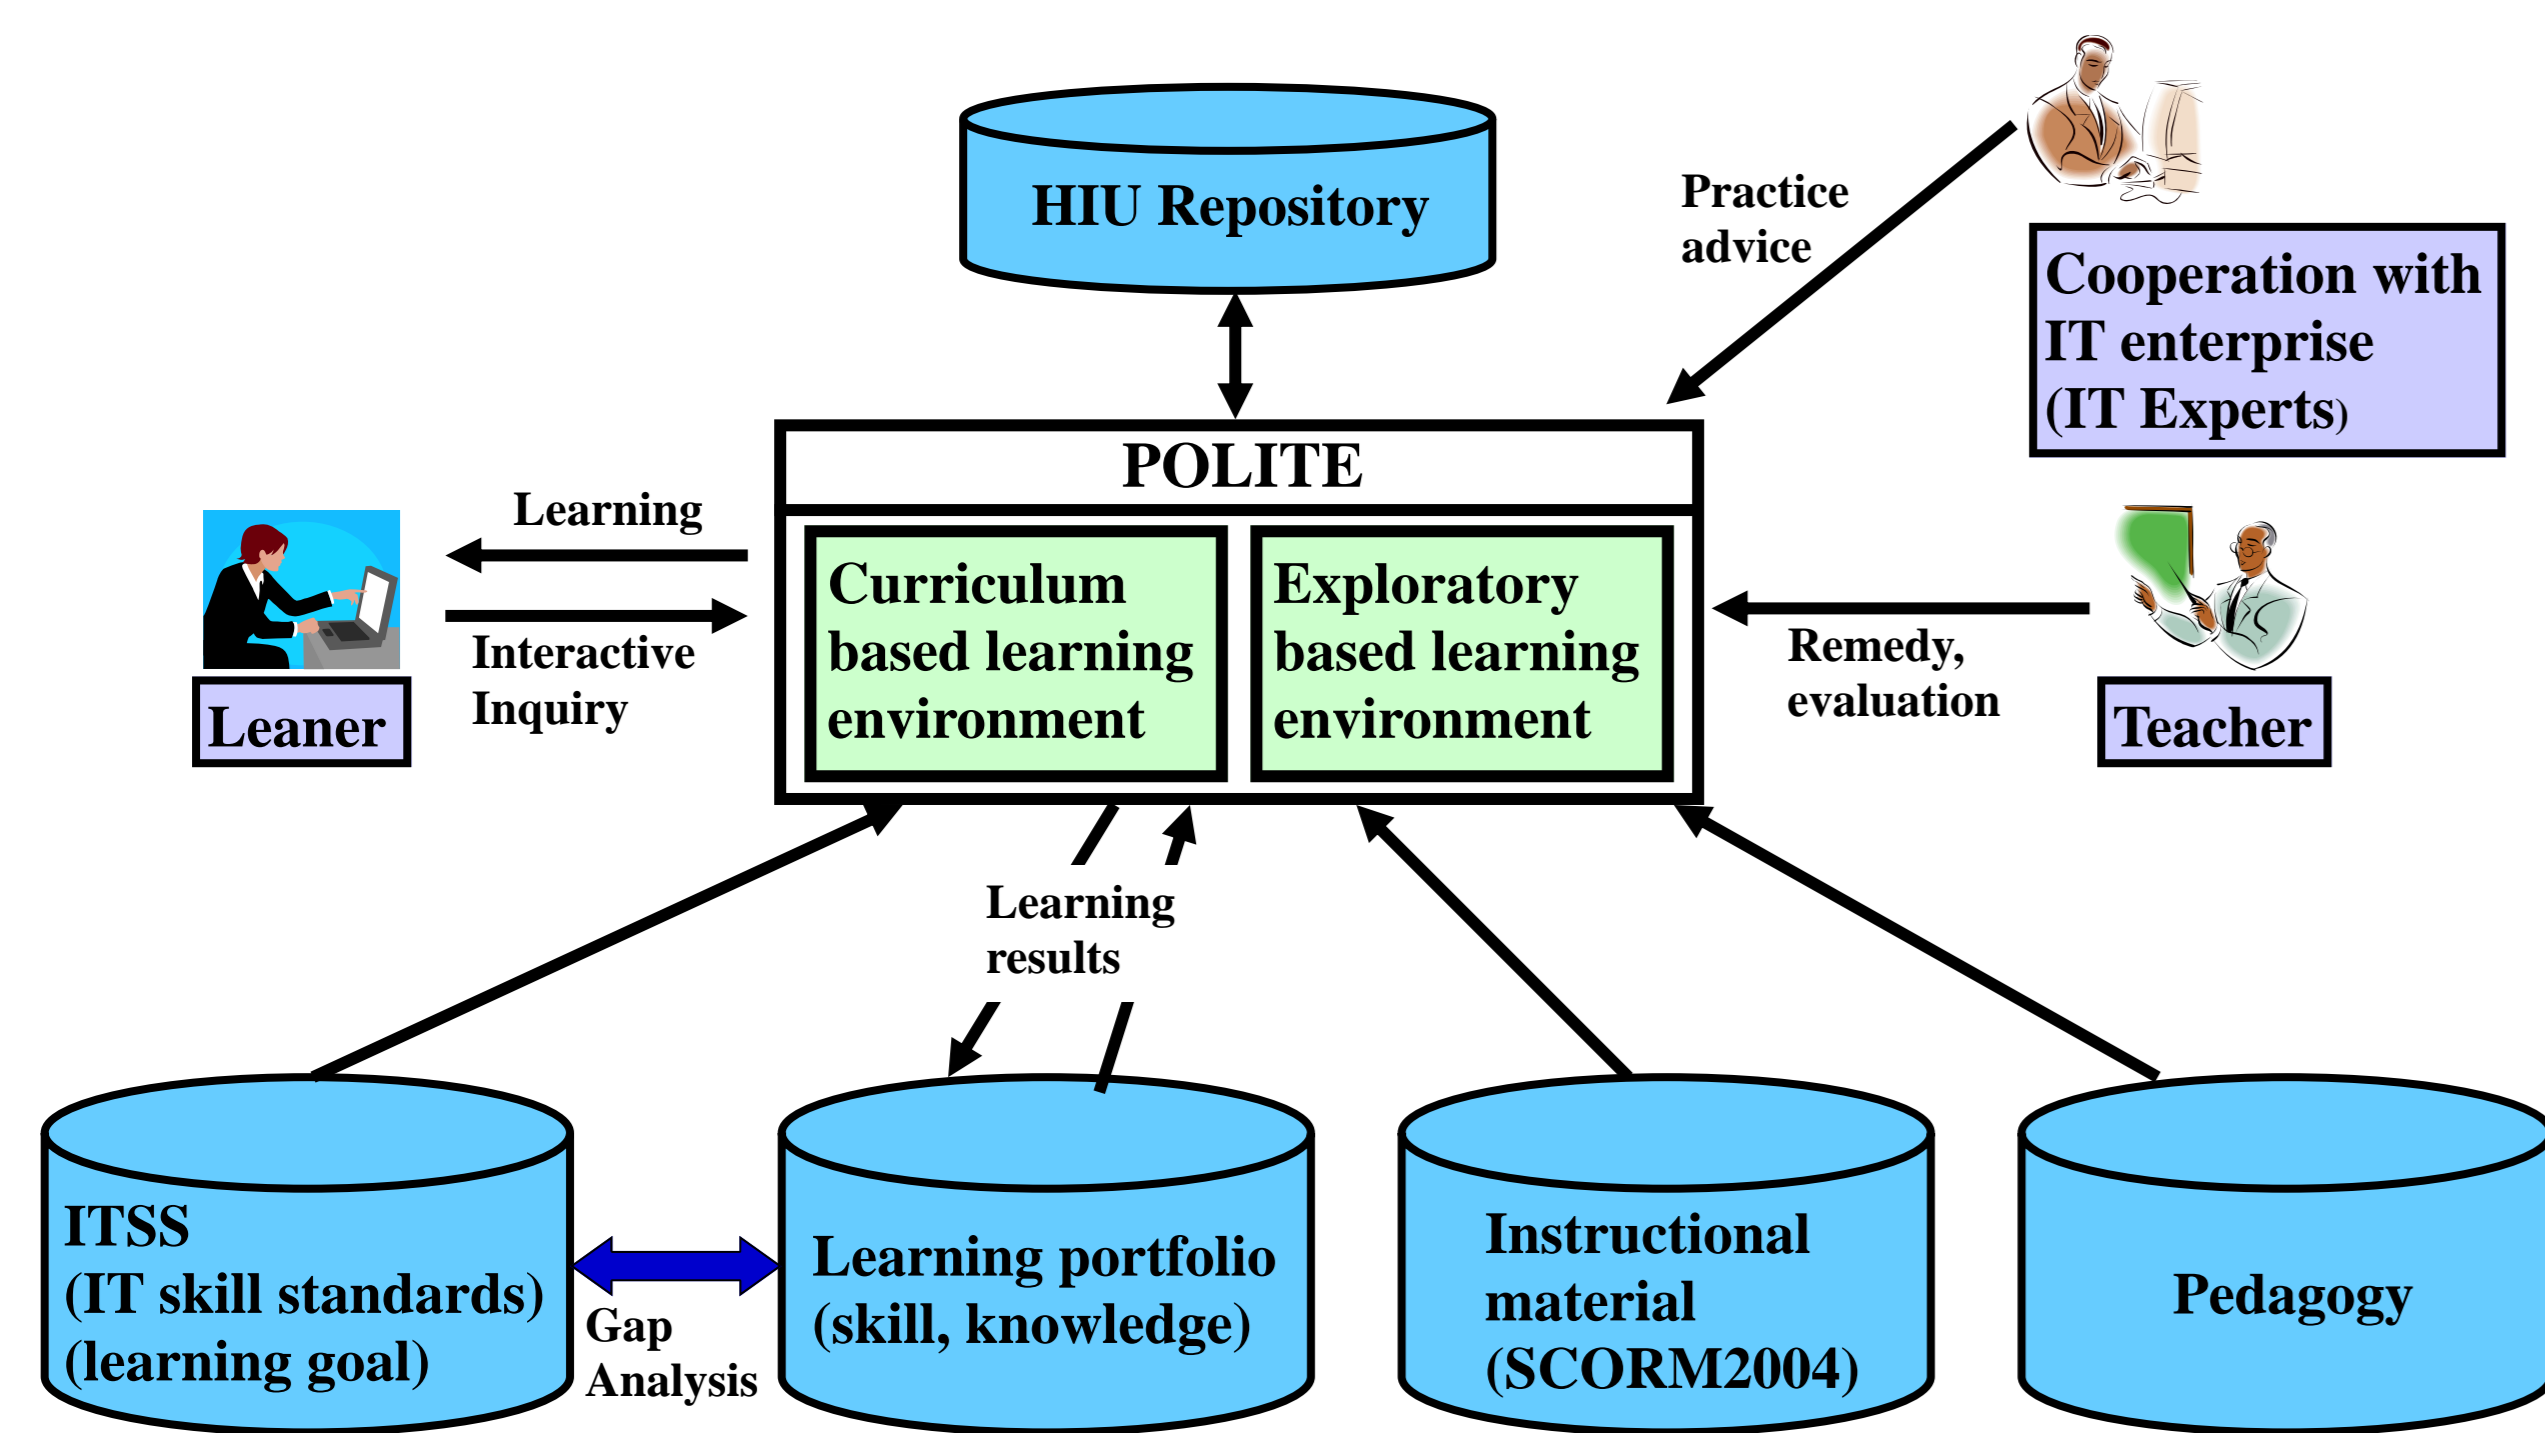 HIU Repository
Practice
advice
Cooperation with
IT enterprise
(IT Experts)
POLITE
Learning
Interactive
Inquiry
Leaner
Curriculum
based learning
environment
Exploratory
based learning
environment
Remedy,
evaluation
Teacher
Learning
results
ITSS
(IT skill standards)
(learning goal)
Gap
Analysis
Learning portfolio
(skill, knowledge)
Instructional
material
(SCORM2004)
Pedagogy